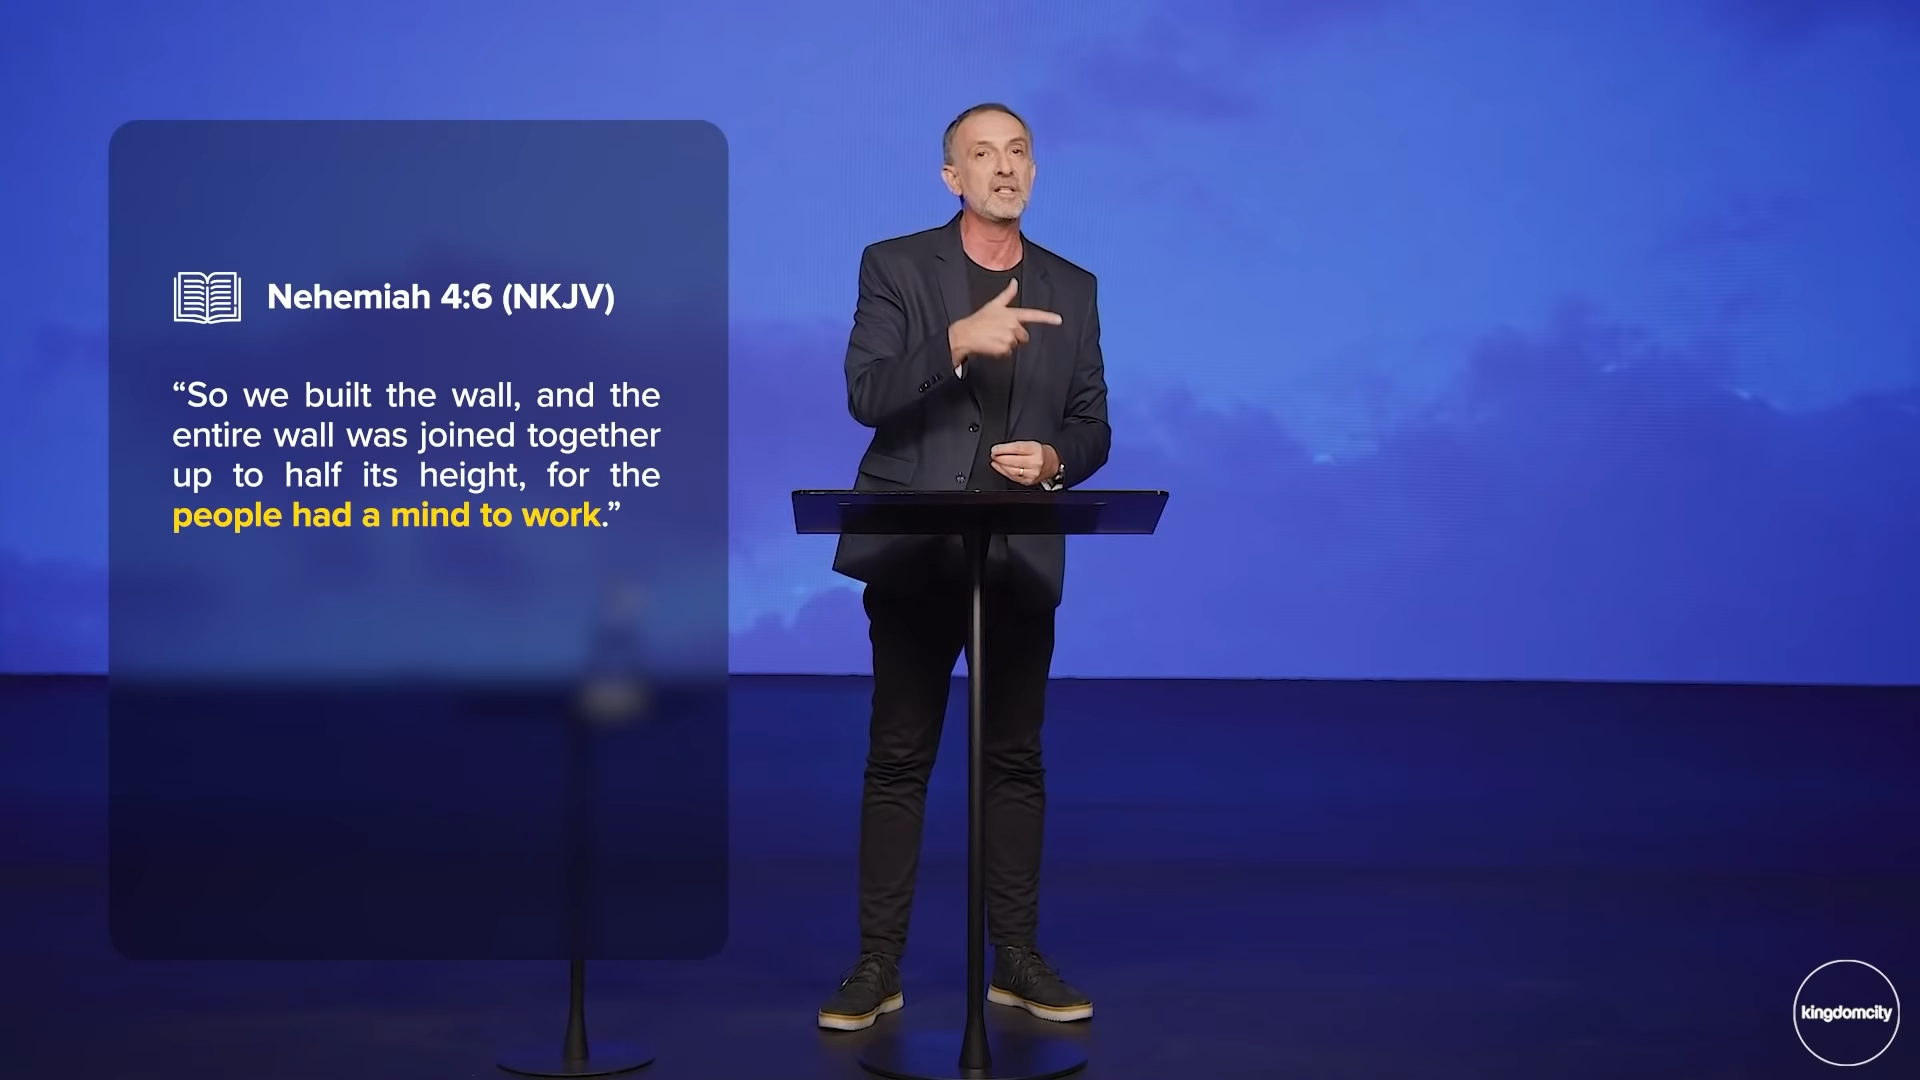 Nehemiah 4:6 (NKJV)
“So we built the wall, and the
entire wall was joined together
up to half its height, for the
people had a mind to work.”
kingdomcity